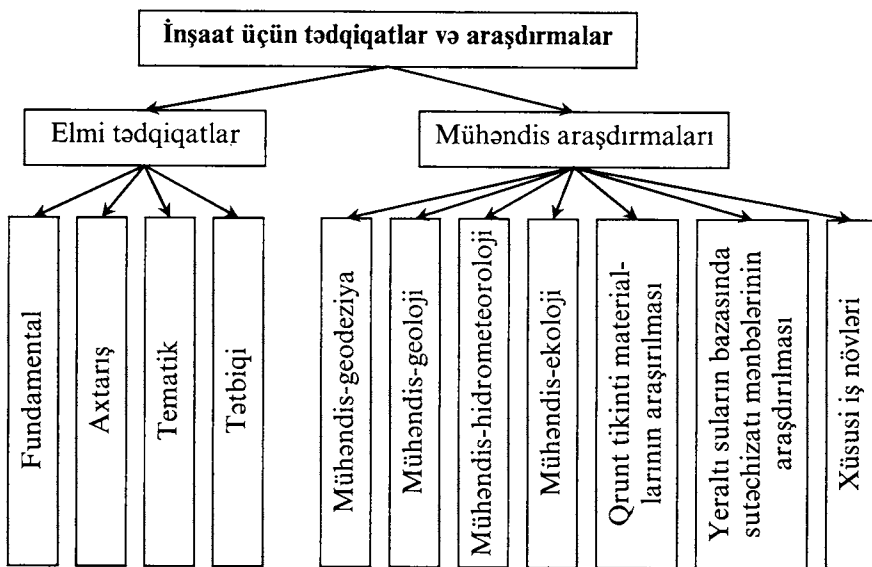 İnşaat üçün tədqiqatlar və araşdırmalar
Elmi tədqiqatlar
Mühəndis araşdırmaları
Fundamental
Axtarış
Tematik
Tətbiqi
Mühəndis-geodeziya
Mühəndis-geoloji
Mühəndis-hidrometeoroloji
Mühəndis-ekoloji
Qrunt tikinti material-
larının araşırılması
Yeraltı suların bazasında
sutəchizatı mənbələrinin
araşdırılması
Xüsusi iş növləri